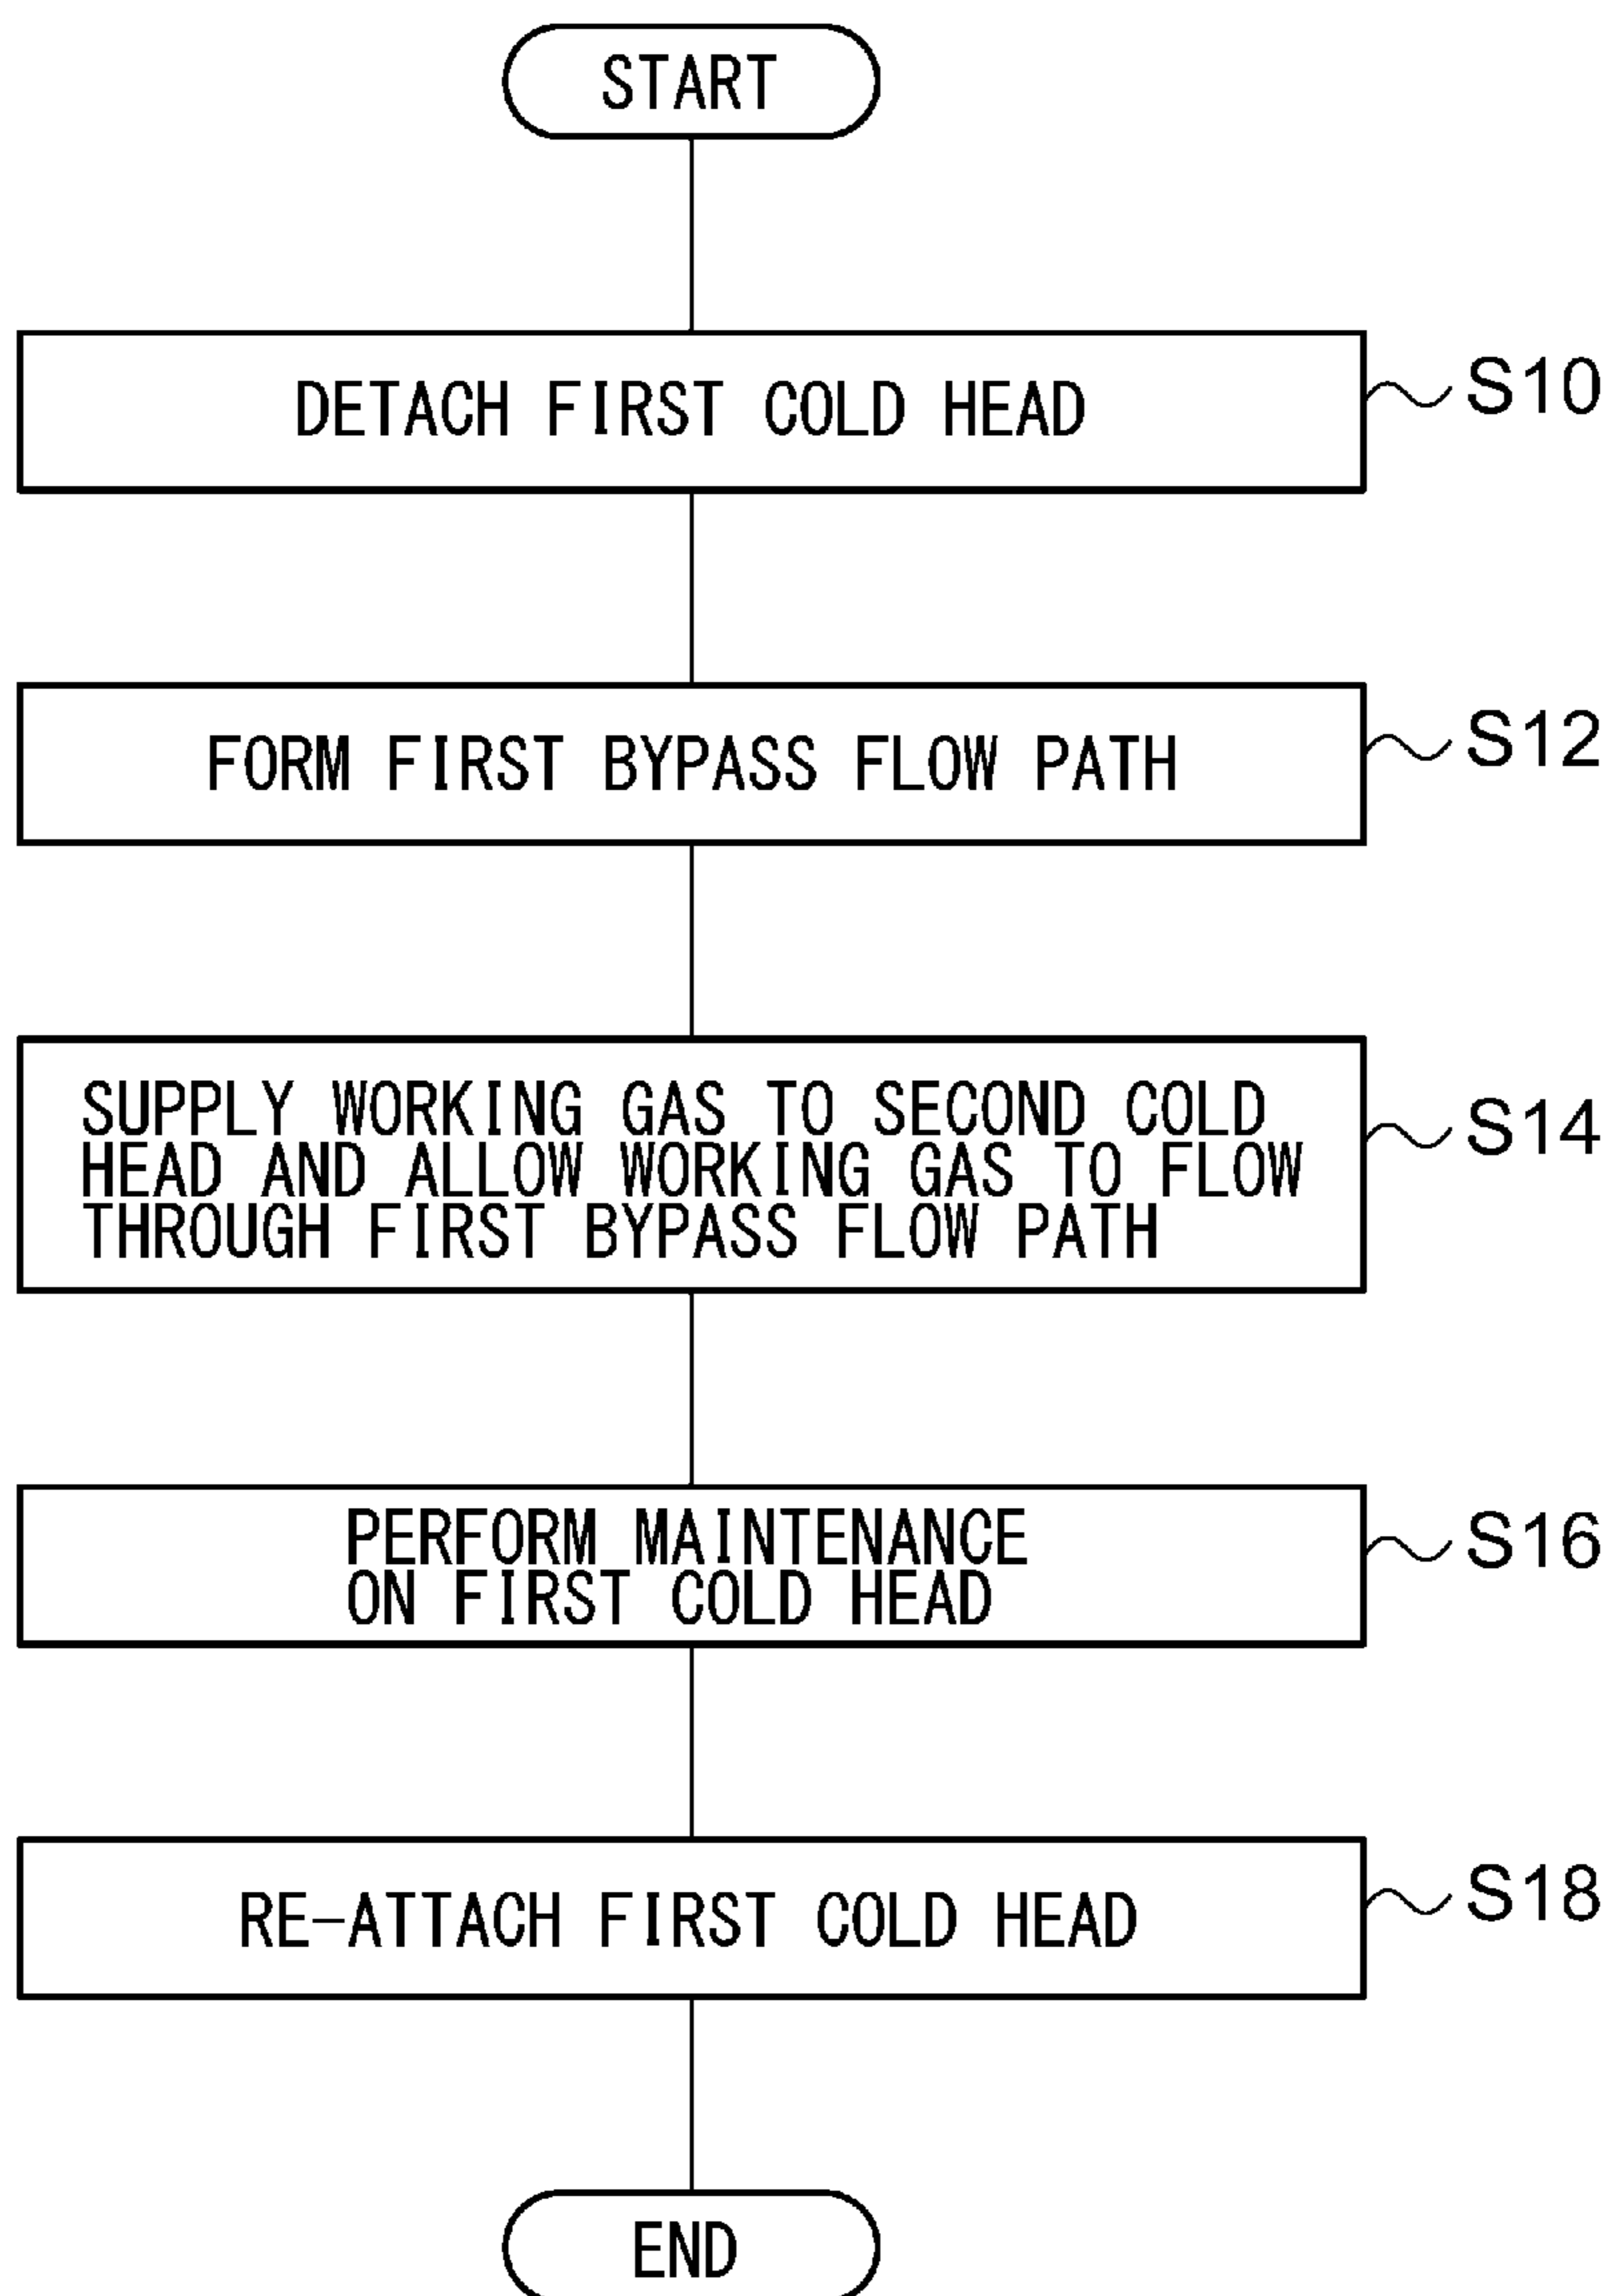 START
DETACH FIRST COLD HEAD
S10
FORM FIRST BYPASS FLOW PATH
S12
SUPPLY WORKING GAS TO SECOND COLD
HEAD AND ALLOW WORKING GAS TO FLOW
THROUGH FIRST BYPASS FLOW PATH
S14
PERFORM MAINTENANCE
ON FIRST COLD HEAD
S16
RE-ATTACH FIRST COLD HEAD
S18
END